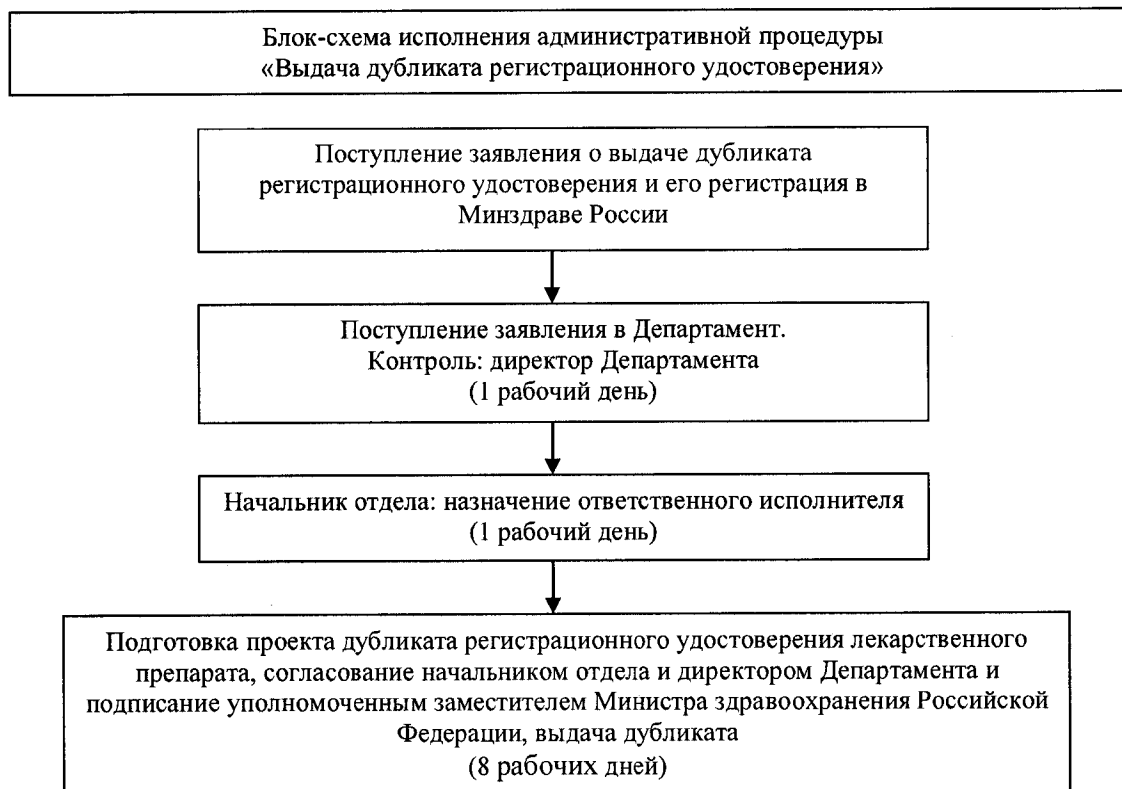 Блок-схема исполнения административной процедуры
«Выдача дубликата регистрационного удостоверения»
Поступление заявления о выдаче дубликата
регистрационного удостоверения и его регистрация в
Минздраве России
Поступление заявления в Департамент.
Контроль: директор Департамента
(1 рабочий день)
Начальник отдела: назначение ответственного исполнителя
(1 рабочий день)
Подготовка проекта дубликата регистрационного удостоверения лекарственного
препарата, согласование начальником отдела и директором Департамента и
подписание уполномоченным заместителем Министра здравоохранения Российской
Федерации, выдача дубликата
(8 рабочих дней)